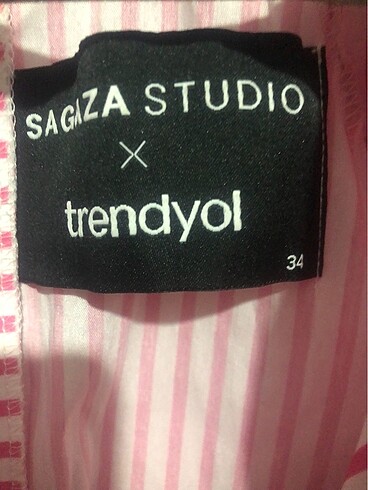 SAGAZA STUDIO
X
trendyol
34